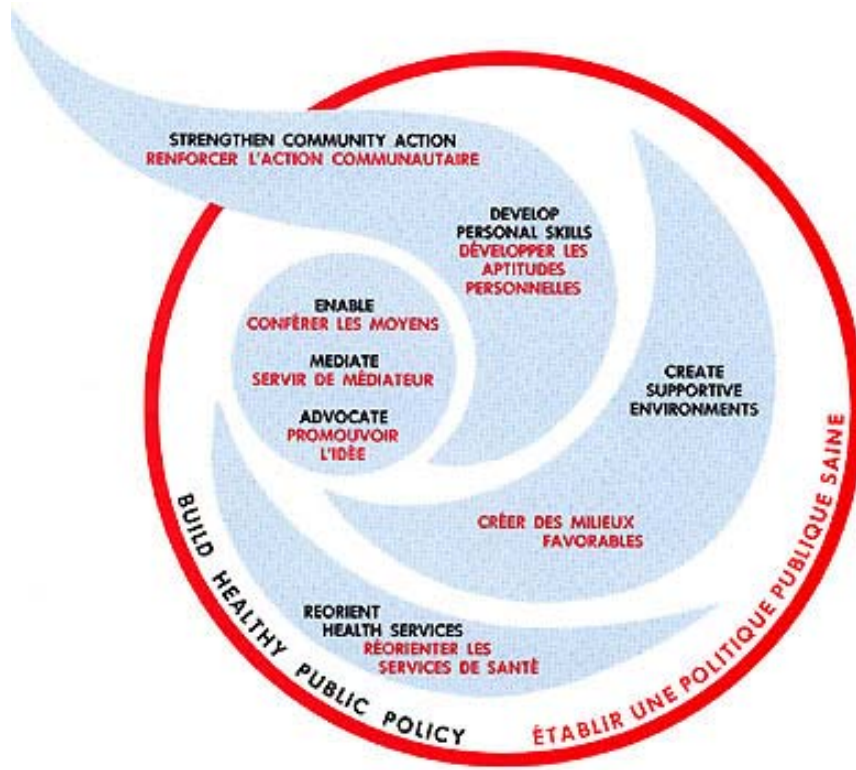 STRENGTHEN COMMUNITY ACTION
RENFORCER L'ACTION COMMUNAUTAIRE
DEVELOP
PERSONAL SKILLS
DÉVELOPPER LES
APTITUDES
PERSONNELLES
ENABLE
CONFÉRER LES MOYENS
MEDIATE
SERVIR DE MÉDIATEUR
ADVOCATE
PROMOUVOIR
L'IDÈE
CREATE
SUPPORTIVE
ENVIRONMENTS
CRÉER DES MILIEUX
FAVORABLES
REORIENT
HEALTH SERVICES
RÉORIENTER LES
SERVICES DE SANTÈ
BUILD HEALTHY PUBLIC POLICY
ÉTABLIR UNE POLITIQUE PUBLIQUE SAINE